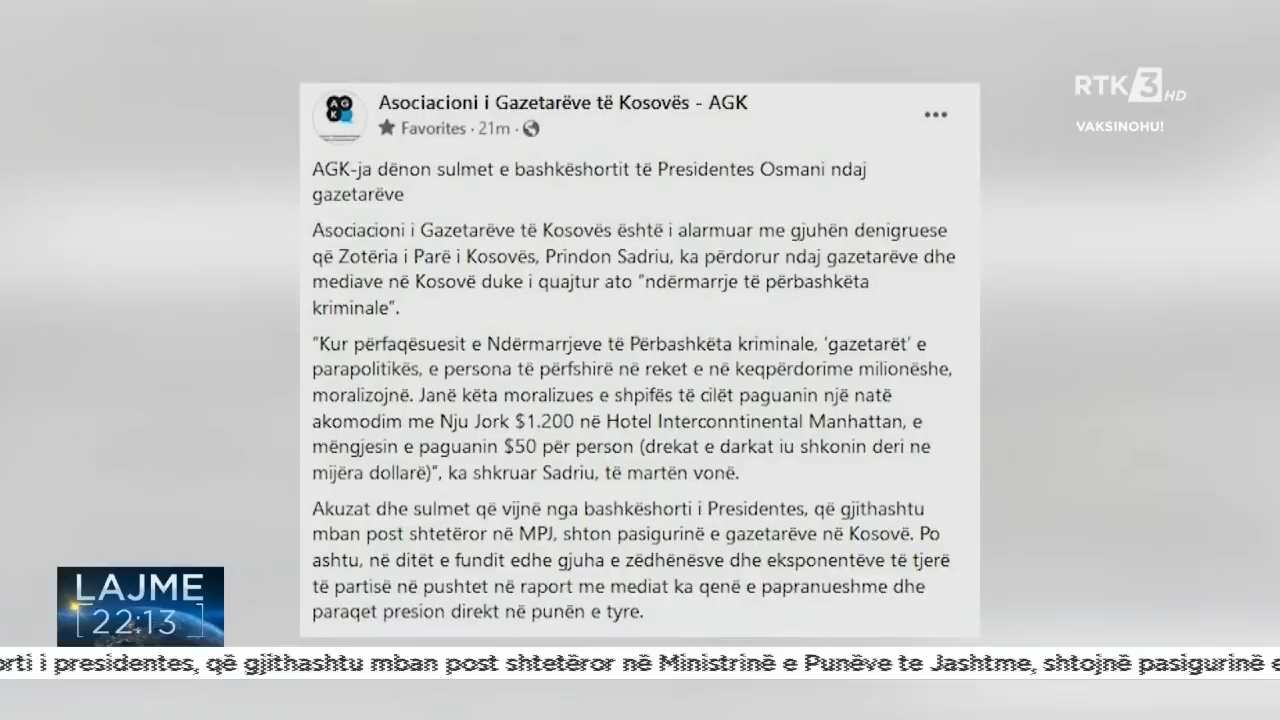 RTK 3 HD
VAKSINOHU!
AGK
Asociacioni i Gazetarëve të Kosovës - AGK
Favorites · 21m ·
AGK-ja dënon sulmet e bashkëshortit të Presidentes Osmani ndaj
gazetarëve
Asociacioni i Gazetarëve të Kosovës është i alarmuar me gjuhën denigruese
që Zotëria i Parë i Kosovës, Prindon Sadriu, ka përdorur ndaj gazetarëve dhe
mediave në Kosovë duke i quajtur ato “ndërmarrje të përbashkëta
kriminale”.
“Kur përfaqësuesit e Ndërmarrjeve të Përbashkëta kriminale, ‘gazetarët’ e
parapolitikës, e persona të përfshirë në reket e në keqpërdorime milionëshe,
moralizojnë. Janë këta moralizues e shpifës të cilët paguanin një natë
akomodim me Nju Jork $1.200 në Hotel Interconntinental Manhattan, e
mëngjesin e paguanin $50 për person (drekat e darkat iu shkonin deri ne
mijëra dollarë)”, ka shkruar Sadriu, të martën vonë.
Akuzat dhe sulmet që vijnë nga bashkëshorti i Presidentes, që gjithashtu
mban post shtetëror në MPJ, shton pasigurinë e gazetarëve në Kosovë. Po
ashtu, në ditët e fundit edhe gjuha e zëdhënësve dhe eksponentëve të tjerë
të partisë në pushtet në raport me mediat ka qenë e papranueshme dhe
paraqet presion direkt në punën e tyre.
LAJME
22:13
orti i presidentes, që gjithashtu mban post shtetëror në Ministrinë e Punëve te Jashtme, shtojnë pasigurinë e